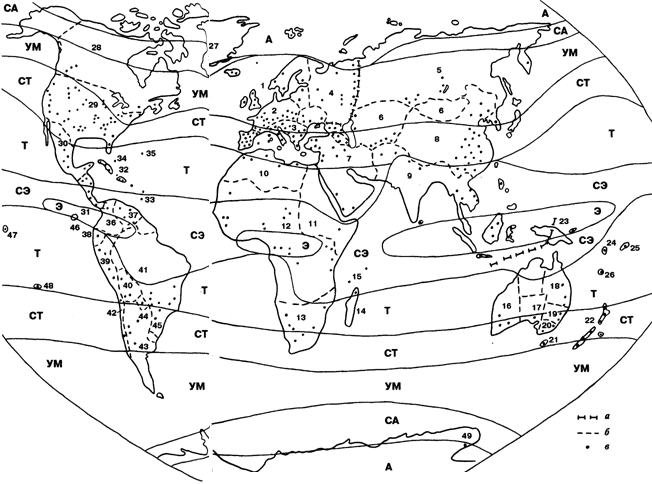 СА
А
А
СА
УМ
28
27
УМ
СТ
УМ
5
СТ
1
4
2
29
6
6
СТ
3
Т
30
8
Т
7
34
35
9
32
Т
10
СЭ
33
СЭ
Э
31
37
36
12
11
Э
23
46
47
38
СЭ
Э
СЭ
СЭ
24
25
39
41
15
26
Т
40
Т
18
48
14
Т
16
17
Т
42
44
13
19
22
СТ
45
СТ
20
СТ
43
21
СТ
УМ
УМ
УМ
УМ
а
СА
б
49
в
А